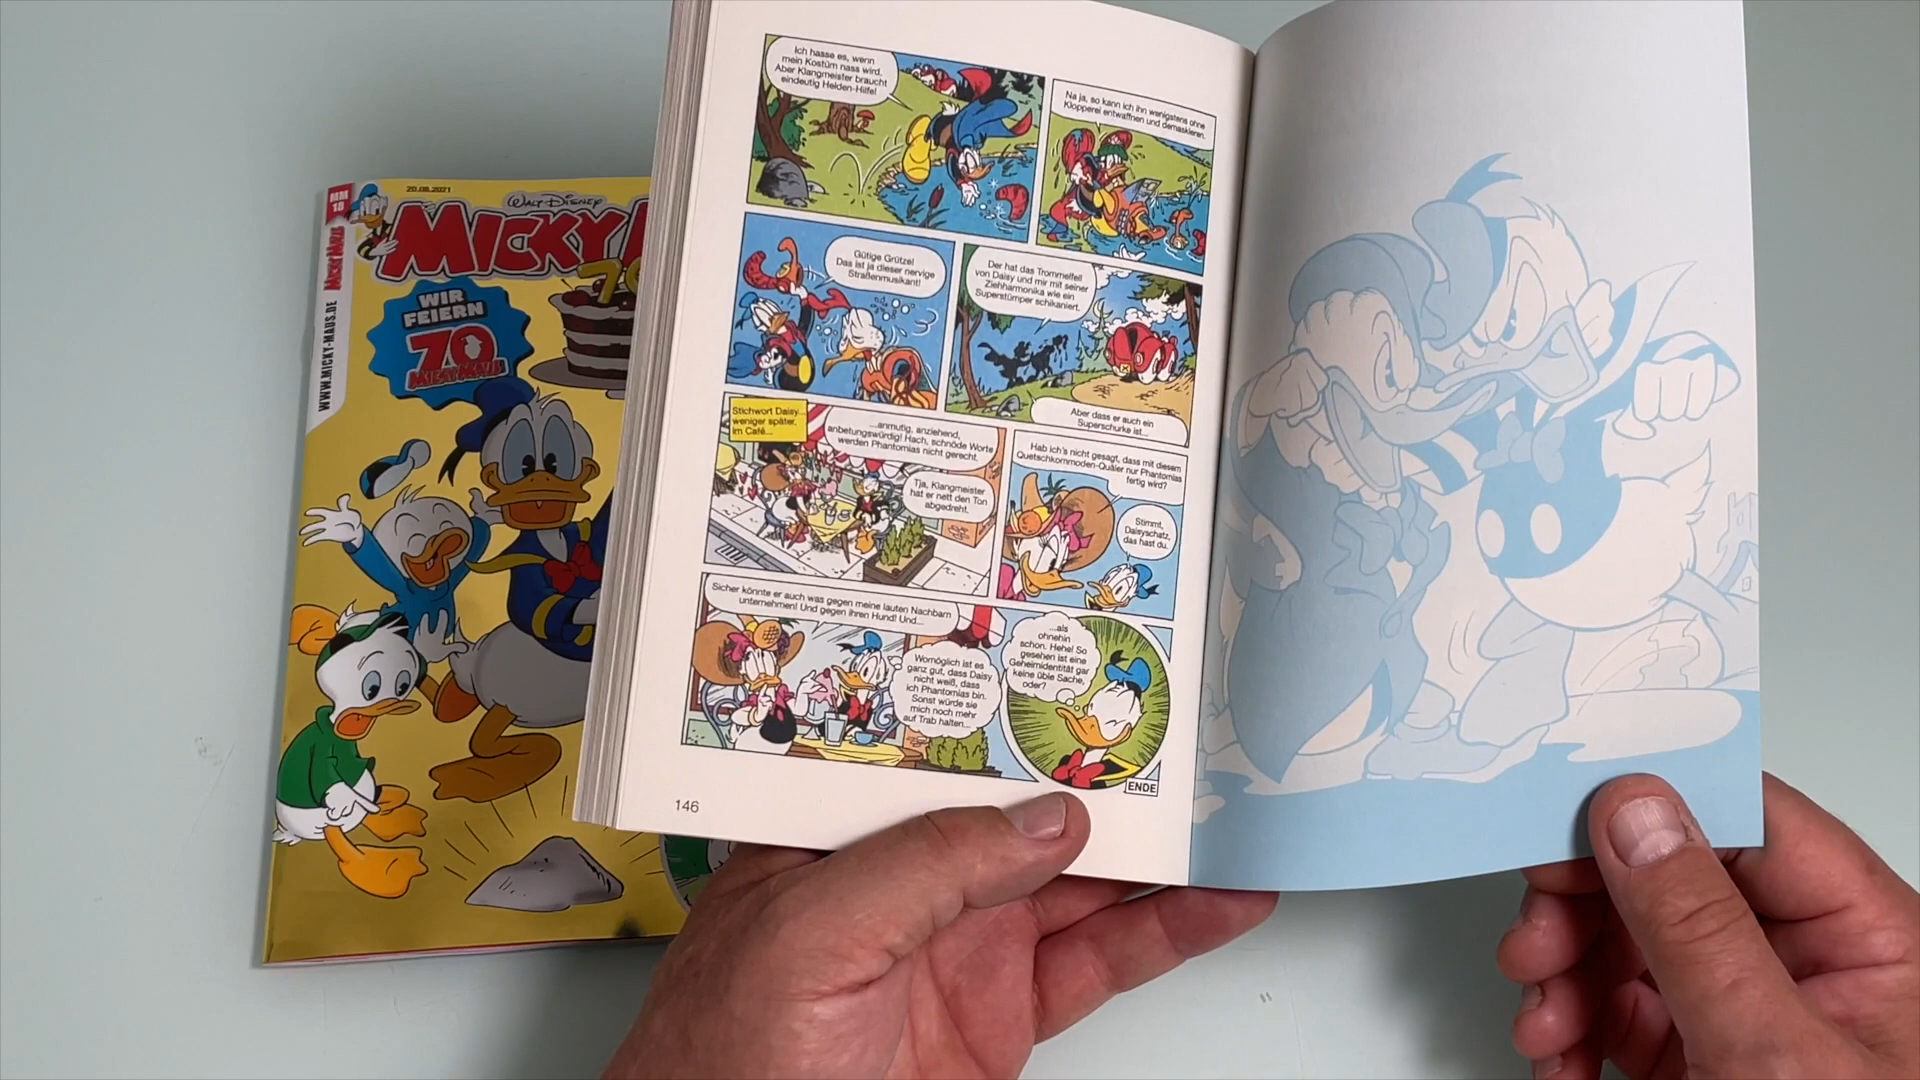 20.08.2021
MM
18
MICKY MAUS
WWW.MICKY-MAUS.DE
WALT DISNEY
MICKY
WIR
FEIERN
70
MICKY MAUS
Ich hasse es, wenn
mein Kostüm nass wird.
Aber Klangmeister braucht
eindeutig Helden-Hilfe!
Na ja, so kann ich ihn wenigstens ohne
Klopperei entwaffnen und demaskieren.
Gütige Grütze!
Das ist ja dieser nervige
Straßenmusikant!
Der hat das Trommelfell
von Daisy und mir mit seiner
Ziehharmonika wie ein
Superstümper schikaniert.
Aber dass er auch ein
Superschurke ist...
Stichwort Daisy...
weniger später,
im Café...
...anmutig, anziehend,
anbetungswürdig! Hach, schnöde Worte
werden Phantomias nicht gerecht.
Tja, Klangmeister
hat er nett den Ton
abgedreht.
Hab ich's nicht gesagt, dass mit diesem
Quetschkommoden-Quäler nur Phantomias
fertig wird?
Stimmt,
Daisyschatz,
das hast du.
Sicher könnte er auch was gegen meine lauten Nachbarn
unternehmen! Und gegen ihren Hund! Und...
Womöglich ist es
ganz gut, dass Daisy
nicht weiß, dass
ich Phantomias bin.
Sonst würde sie
mich noch mehr
auf Trab halten...
...als
ohnehin
schon. Hehe! So
gesehen ist eine
Geheimidentität gar
keine üble Sache,
oder?
ENDE
146